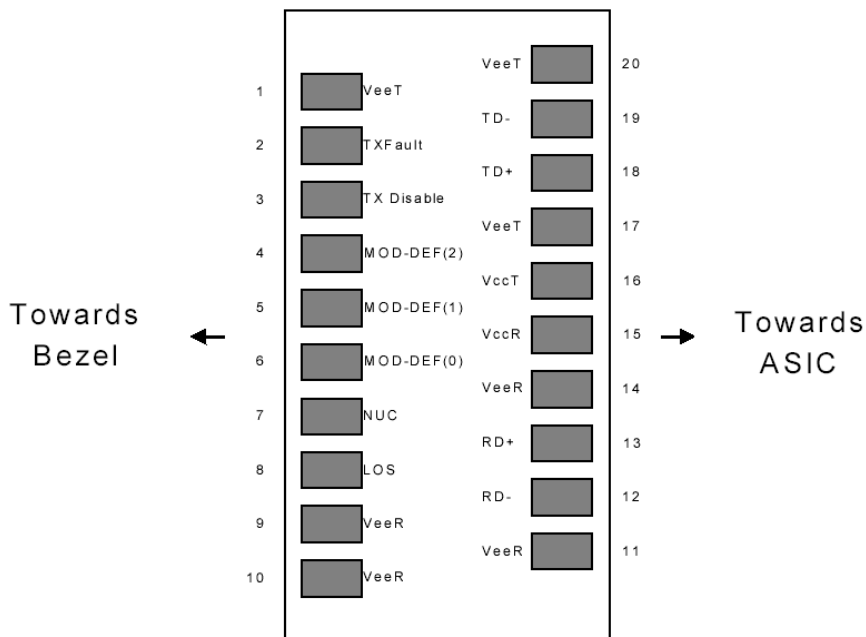 VeeT 20
1 VeeT
TD- 19
2 TXFault
TD+ 18
3 TX Disable
VeeT 17
4 MOD-DEF(2)
VccT 16
5 MOD-DEF(1)
Towards
Bezel
VccR 15
Towards
ASIC
6 MOD-DEF(0)
VeeR 14
7 NUC
RD+ 13
8 LOS
RD- 12
9 VeeR
VeeR 11
10 VeeR